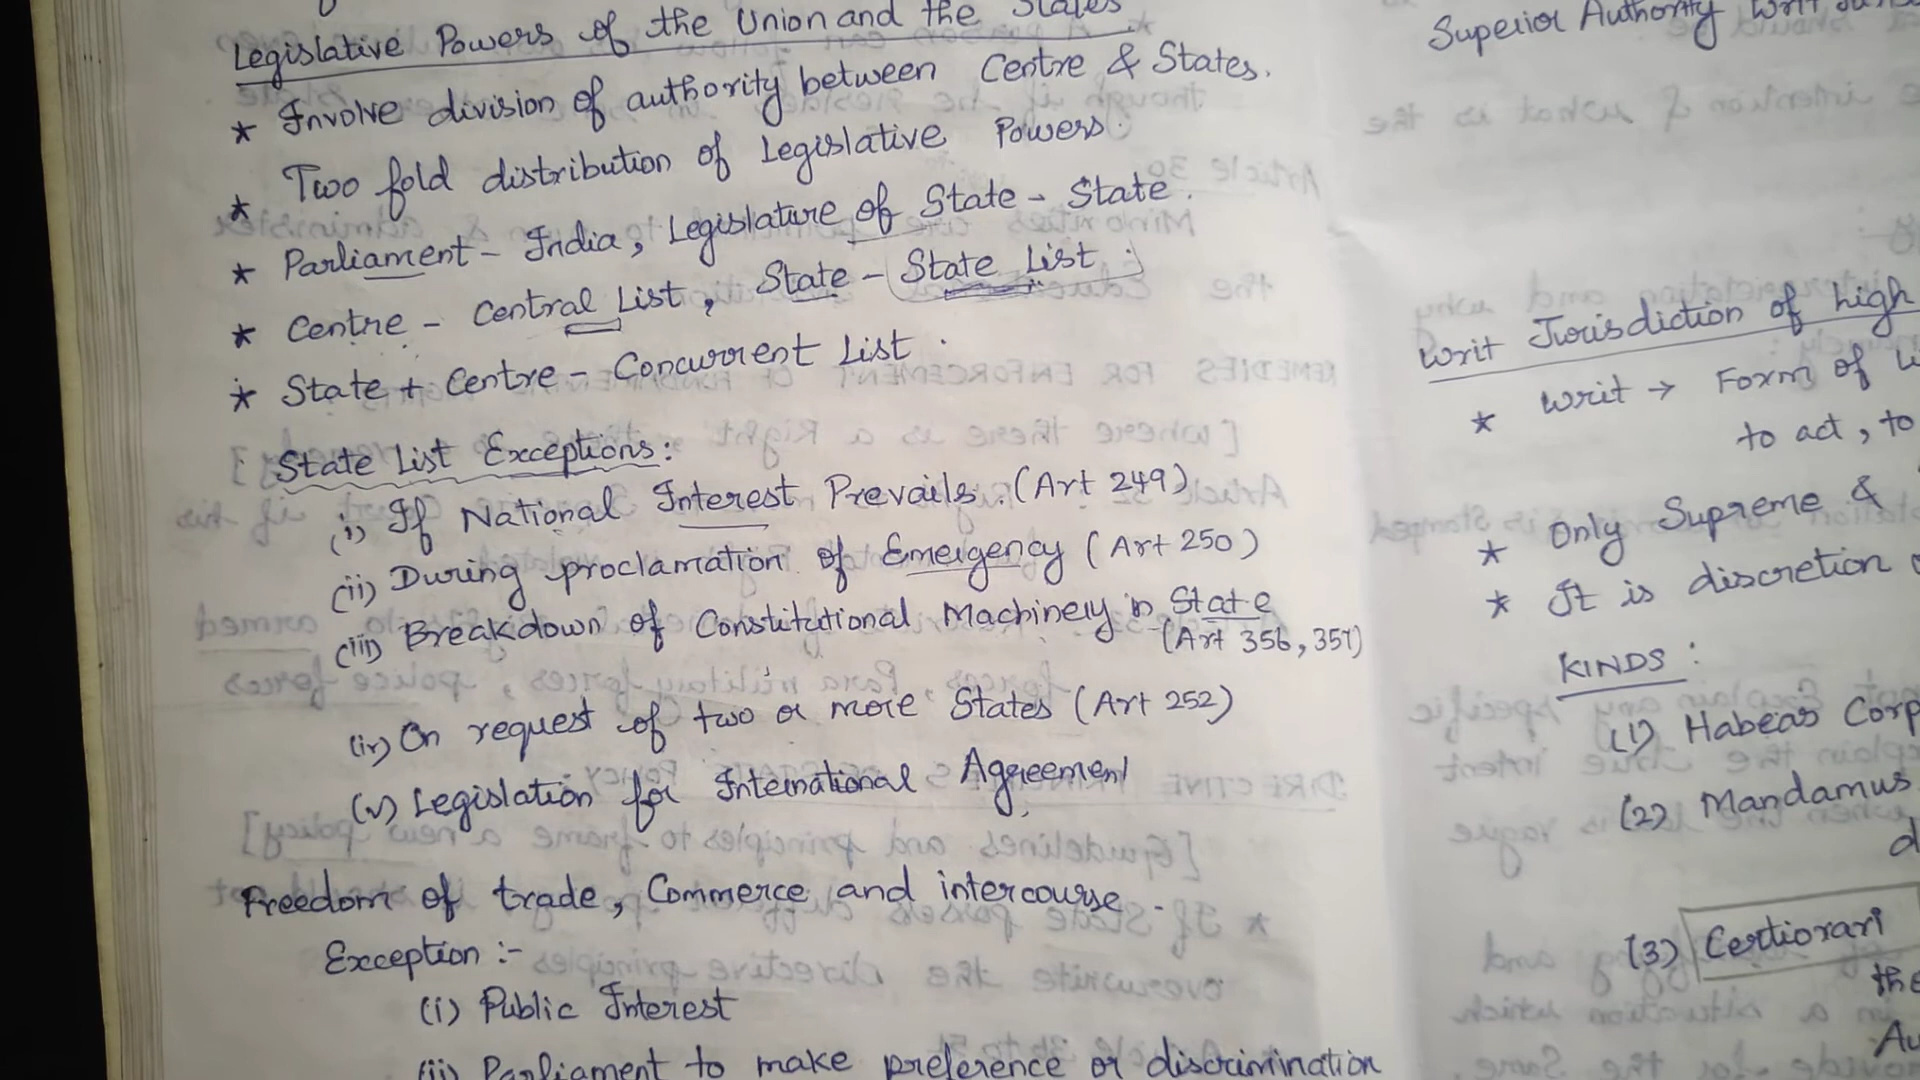 Legislative Powers of the Union and the States
* Involve division of authority between Centre & States.
* Two fold distribution of Legislative Powers.
* Parliament - India, Legislature of State - State.
* Centre - Central List, State - State List.
* State + Centre - Concurrent List.
State List Exceptions:
(i) If National Interest Prevails. (Art 249)
(ii) During proclamation of Emergency (Art 250)
(iii) Breakdown of Constitutional Machinery in State
(Art 356, 357)
(iv) On request of two or more States (Art 252)
(v) Legislation for International Agreement
Freedom of trade, Commerce and intercourse.
Exception :-
(i) Public Interest
(ii) Parliament to make preference or discrimination
Superior Authority Writ
Writ Jurisdiction of high
* Writ → Form of
to act, to
* Only Supreme &
* It is discretion
KINDS :
(1) Habeas Corp
(2) Mandamus
(3) Certiorari
the